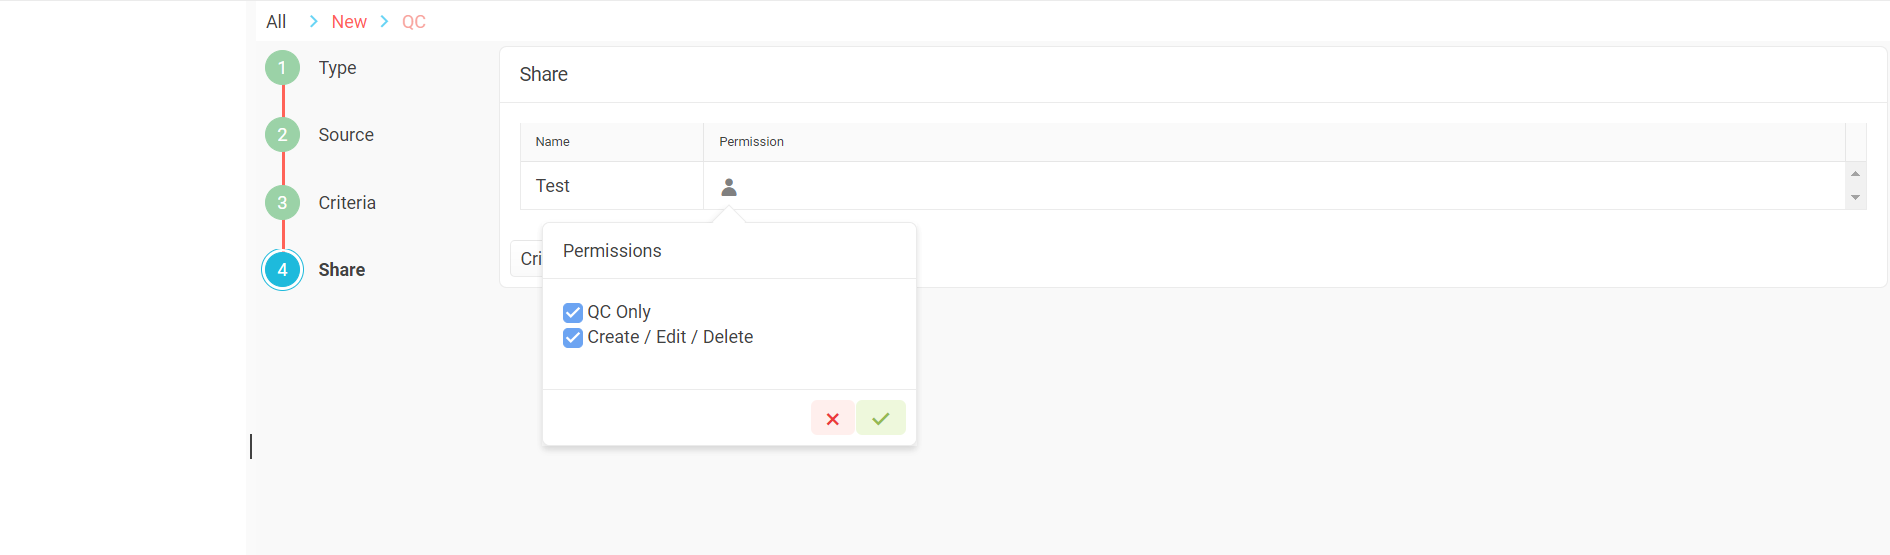 All > New > QC
1 Type
2 Source
3 Criteria
4 Share
Share
Name Permission
Test
Cri
Permissions
QC Only
Create / Edit / Delete